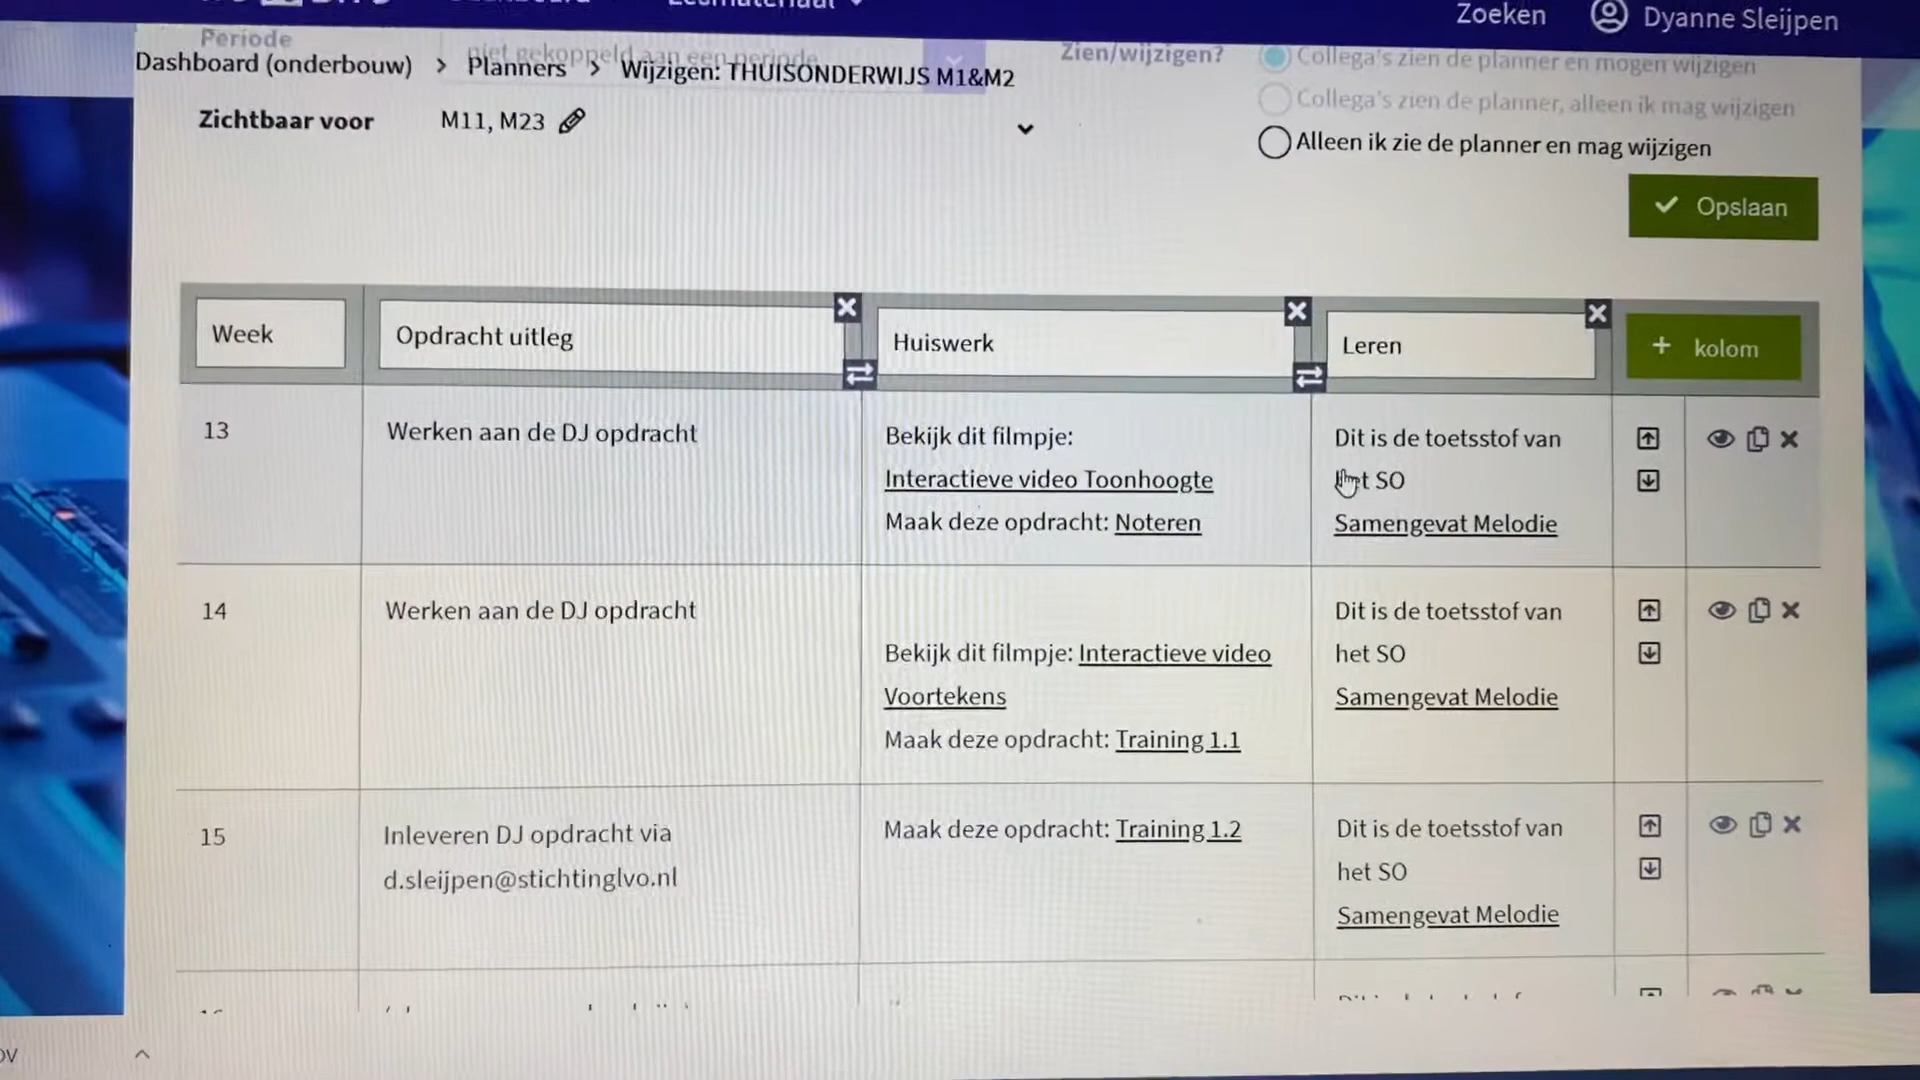 Zoeken
Dyanne Sleijpen
Periode
niet gekoppeld aan een periode
Zien/wijzigen?
Collega's zien de planner en mogen wijzigen
Dashboard (onderbouw) > Planners > Wijzigen: THUISONDERWIJS M1&M2
Collega's zien de planner, alleen ik mag wijzigen
Zichtbaar voor
M11, M23
Alleen ik zie de planner en mag wijzigen
Opslaan
Week
Opdracht uitleg
Huiswerk
Leren
+ kolom
13
Werken aan de DJ opdracht
Bekijk dit filmpje:
Interactieve video Toonhoogte
Maak deze opdracht: Noteren
Dit is de toetsstof van
SO
Samengevat Melodie
14
Werken aan de DJ opdracht
Bekijk dit filmpje: Interactieve video
Voortekens
Maak deze opdracht: Training 1.1
Dit is de toetsstof van
het SO
Samengevat Melodie
15
Inleveren DJ opdracht via
d.sleijpen@stichtinglvo.nl
Maak deze opdracht: Training 1.2
Dit is de toetsstof van
het SO
Samengevat Melodie